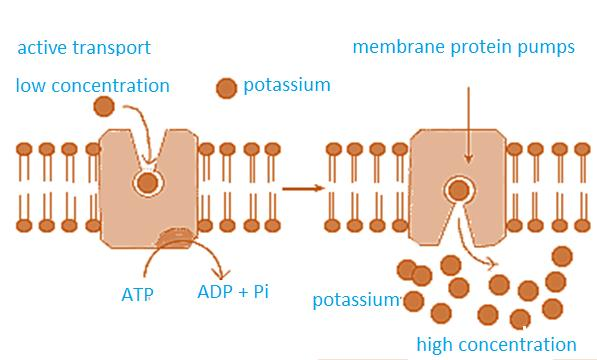 active transport
membrane protein pumps
low concentration
potassium
ATP
ADP + Pi
potassium
high concentration